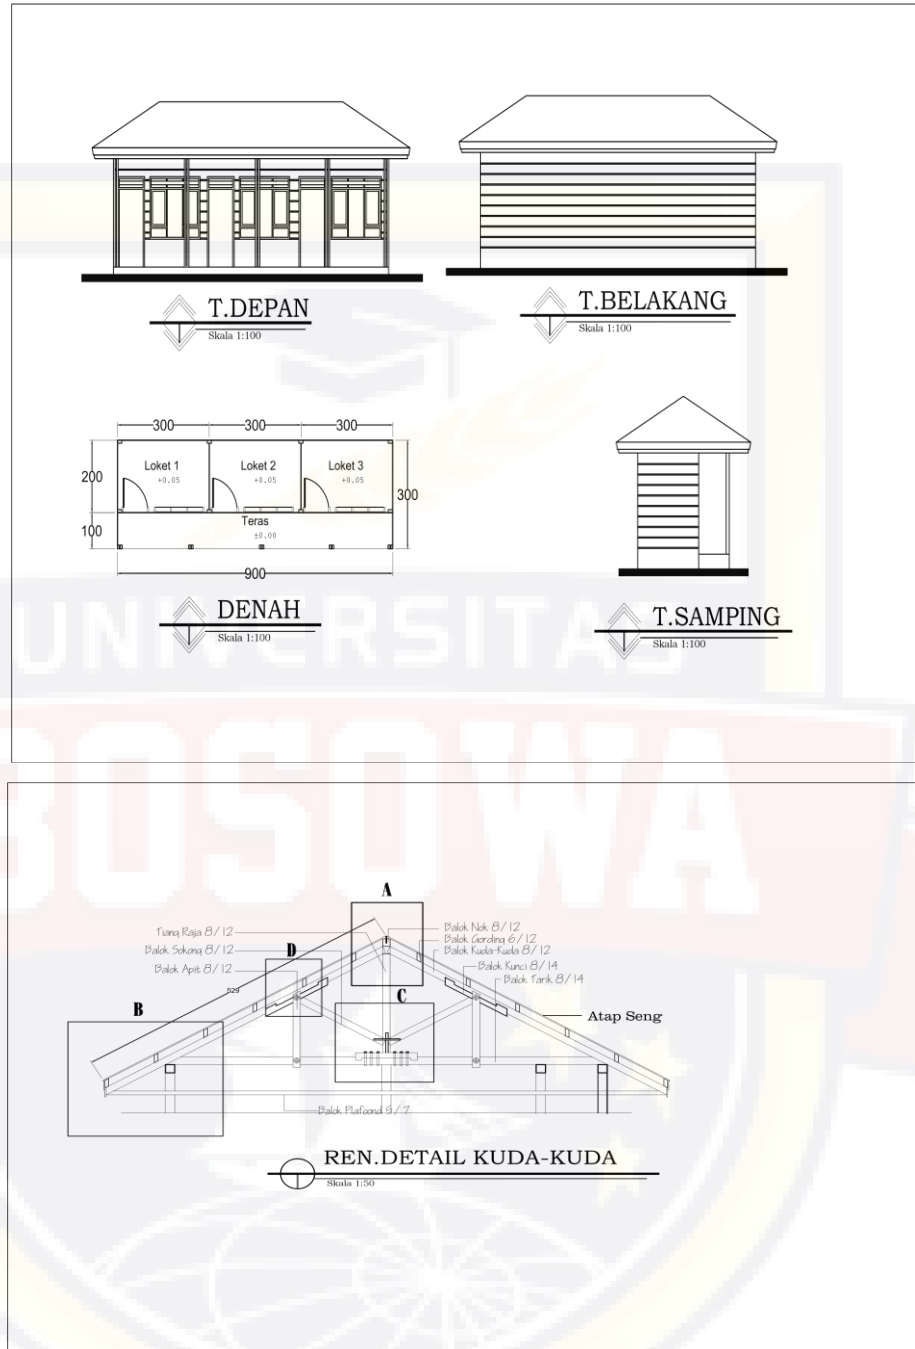 T.DEPAN
Skala 1:100
T.BELAKANG
Skala 1:100
300 300 300
200
100
Loket 1
+0.05
Loket 2
+0.05
Loket 3
+0.05
300
Teras
±0.00
900
DENAH
Skala 1:100
T.SAMPING
Skala 1:100
UNIVERSITAS
BOSOWA
A
Tiang Raja 8/12
Balok Sokong 8/12
Balok Apit 8/12
D
529
B
C
Balok Nok 8/12
Balok Gording 6/12
Balok Kuda-Kuda 8/12
Balok Kunci 8/14
Balok Tarik 8/14
Atap Seng
Balok Plafoond 5/7
REN.DETAIL KUDA-KUDA
Skala 1:50